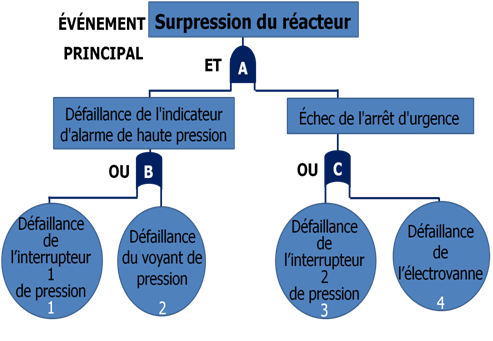 ÉVÉNEMENT
PRINCIPAL
Surpression du réacteur
ET
A
Défaillance de l'indicateur
d'alarme de haute pression
Échec de l'arrêt d'urgence
OU
B
OU
C
Défaillance
de
l'interrupteur
1
de pression
1
Défaillance
du voyant de
pression
2
Défaillance
de
l'interrupteur
2
de pression
3
Défaillance
de
l'électrovanne
4